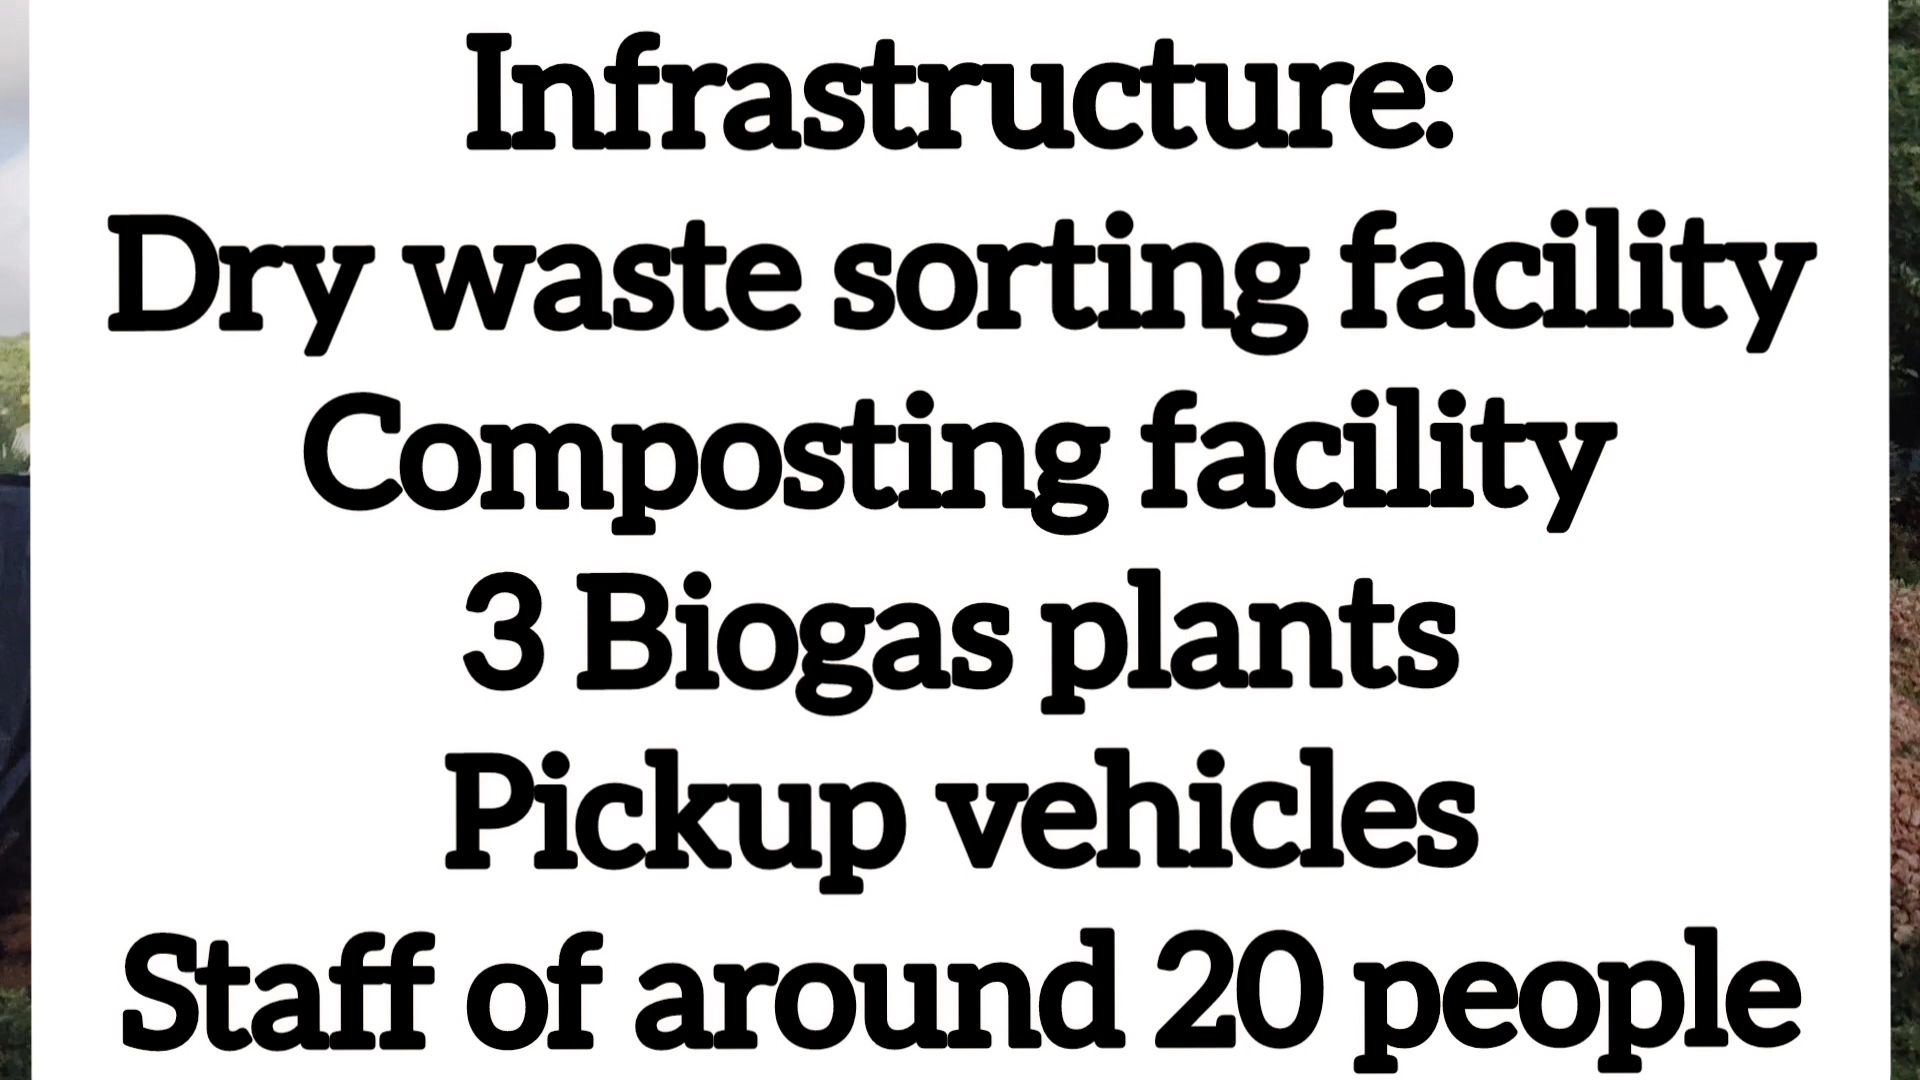 Infrastructure:
Dry waste sorting facility
Composting facility
3 Biogas plants
Pickup vehicles
Staff of around 20 people